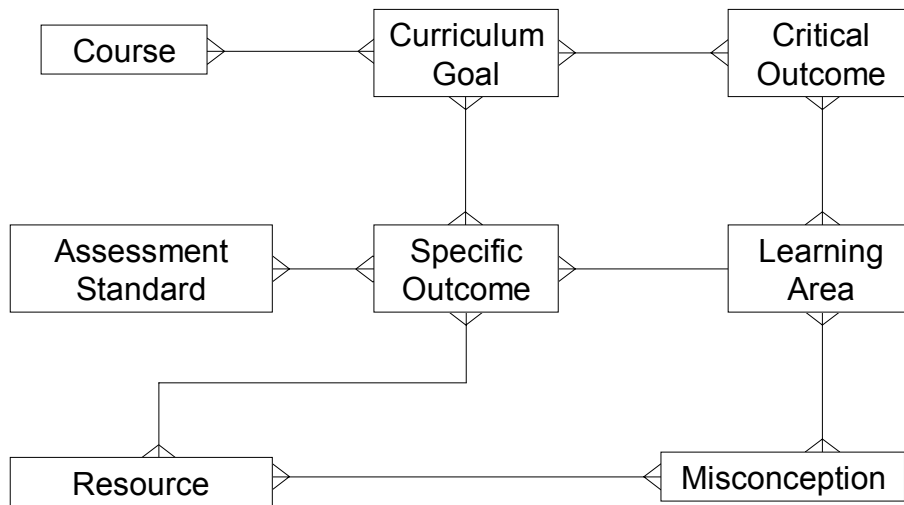 Course
Curriculum
Goal
Critical
Outcome
Assessment
Standard
Specific
Outcome
Learning
Area
Resource
Misconception